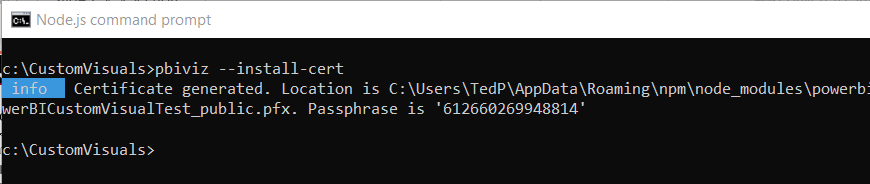 Node.js command prompt
c:\CustomVisuals>pbiviz --install-cert
info Certificate generated. Location is C:\Users\TedP\AppData\Roaming\npm\node_modules\powerbi
werBICustomVisualTest_public.pfx. Passphrase is '612660269948814'
c:\CustomVisuals>